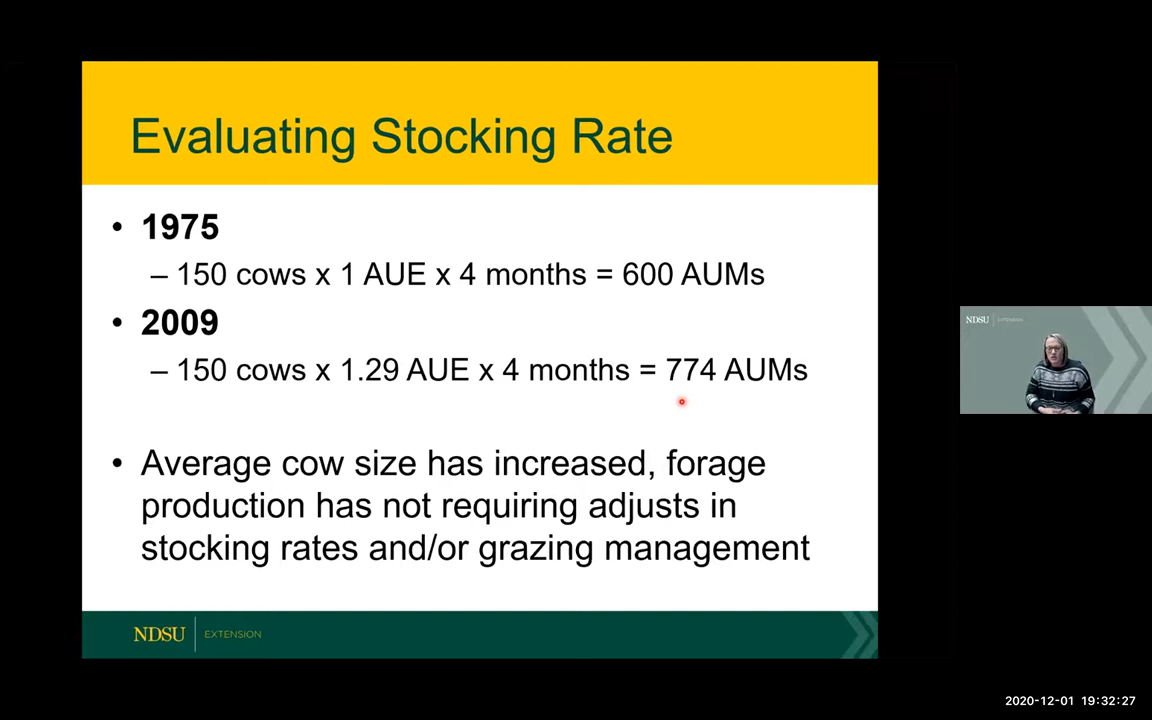 Evaluating Stocking Rate
• 1975
– 150 cows x 1 AUE x 4 months = 600 AUMs
• 2009
– 150 cows x 1.29 AUE x 4 months = 774 AUMs
• Average cow size has increased, forage
production has not requiring adjusts in
stocking rates and/or grazing management
NDSU EXTENSION
NDSU EXTENSION
2020-12-01 19:32:27